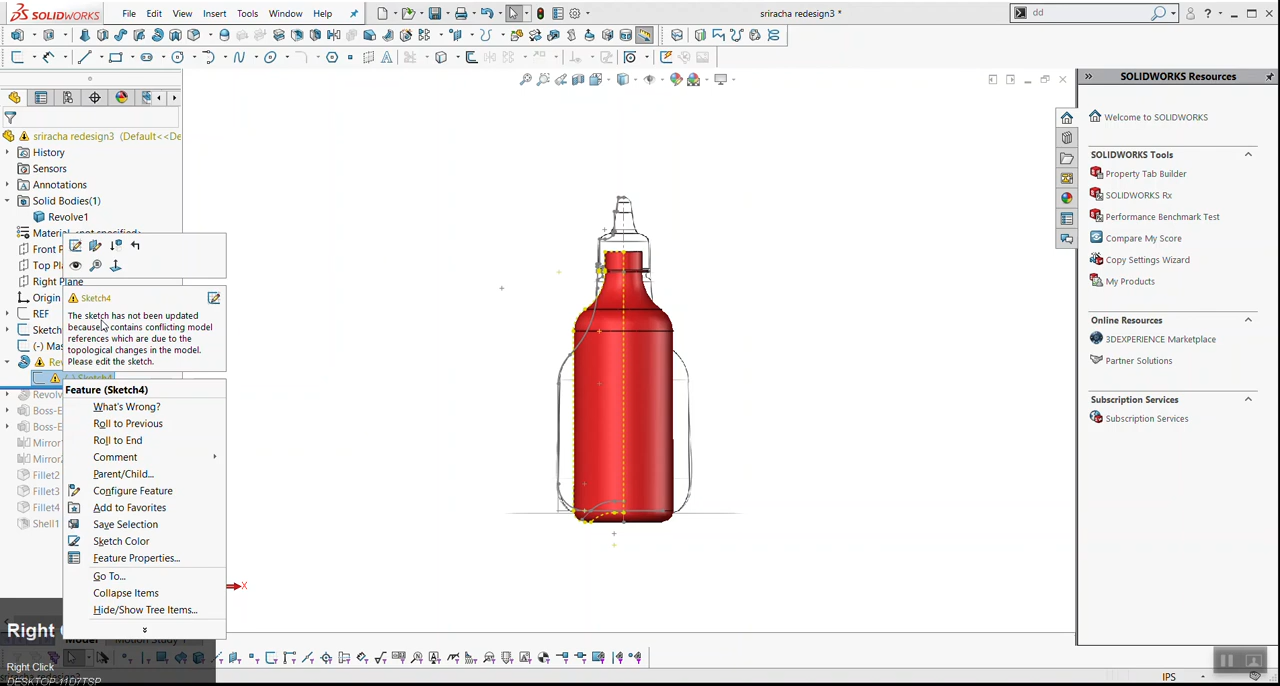 SOLIDWORKS
File Edit View Insert Tools Window Help
sriracha redesign3 *
dd
SOLIDWORKS Resources
Welcome to SOLIDWORKS
SOLIDWORKS Tools
Property Tab Builder
SOLIDWORKS Rx
Performance Benchmark Test
Compare My Score
Copy Settings Wizard
My Products
Online Resources
3DEXPERIENCE Marketplace
Partner Solutions
Subscription Services
Subscription Services
sriracha redesign3 (Default<<De
History
Sensors
Annotations
Solid Bodies(1)
Revolve1
Front P
Top Pl
Right Plane
Origin
REF
Sketch
(-) Mas
Rev
Revolv
Boss-E
Boss-E
Mirror
Mirror
Fillet2
Fillet3
Fillet4
Shell1
Sketch4
The sketch has not been updated
because contains conflicting model
references which are due to the
topological changes in the model.
Please edit the sketch.
Feature (Sketch4)
What's Wrong?
Roll to Previous
Roll to End
Comment
Parent/Child...
Configure Feature
Add to Favorites
Save Selection
Sketch Color
Feature Properties...
Go To...
Collapse Items
Hide/Show Tree Items...
X
Right
Right Click
DESKTOP-11D7TSP
IPS